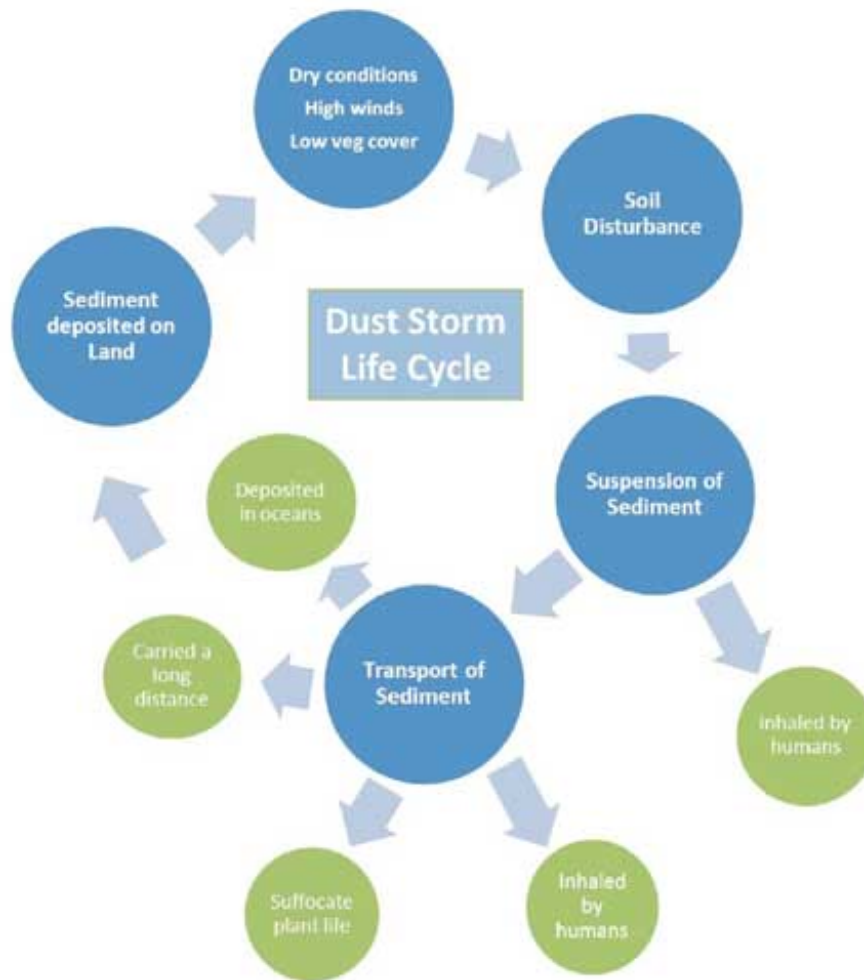 Dry conditions
High winds
Low veg cover
Soil
Disturbance
Sediment
deposited on
Land
Dust Storm
Life Cycle
Suspension of
Sediment
Deposited
in oceans
Carried a
long
distance
Transport of
Sediment
inhaled by
humans
Suffocate
plant life
Inhaled
by
humans